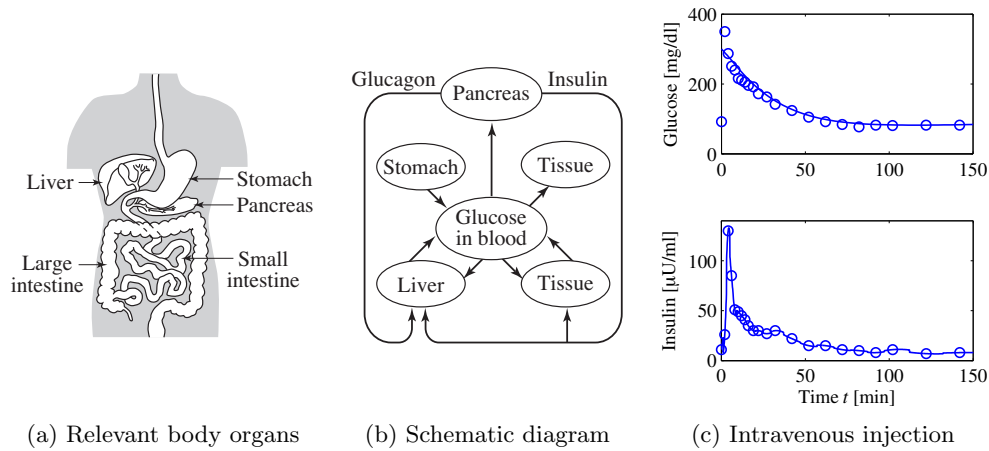 Liver
Stomach
Pancreas
Large
intestine
Small
intestine
(a) Relevant body organs
Glucagon
Insulin
Pancreas
Stomach
Tissue
Glucose
in blood
Liver
Tissue
(b) Schematic diagram
400
200
0
Glucose [mg/dl]
0
50
100
150
100
50
0
Insulin [µU/ml]
0
50
100
150
Time t [min]
(c) Intravenous injection